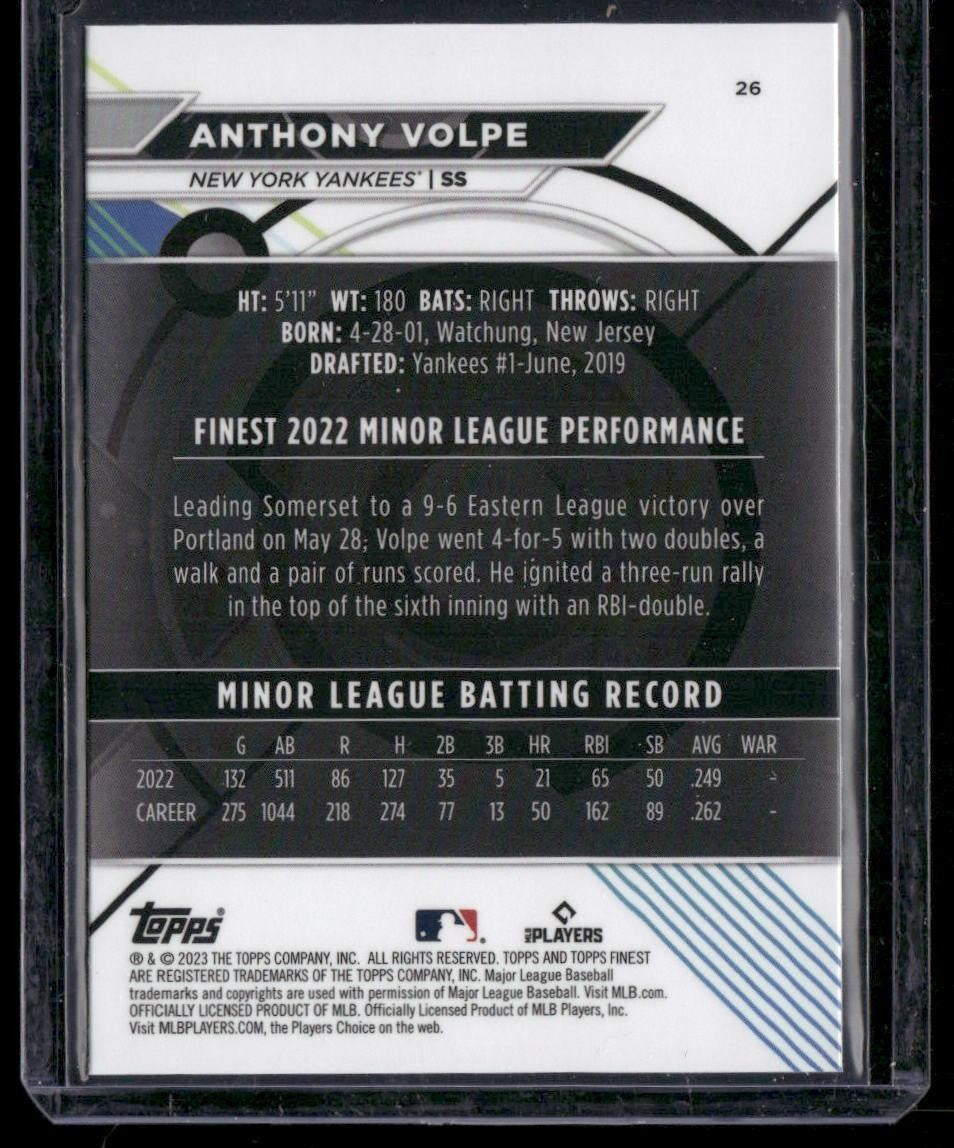 26
ANTHONY VOLPE
NEW YORK YANKEES® | SS
HT: 5'11" WT: 180 BATS: RIGHT THROWS: RIGHT
BORN: 4-28-01, Watchung, New Jersey
DRAFTED: Yankees #1-June, 2019
FINEST 2022 MINOR LEAGUE PERFORMANCE
Leading Somerset to a 9-6 Eastern League victory over
Portland on May 28, Volpe went 4-for-5 with two doubles, a
walk and a pair of runs scored. He ignited a three-run rally
in the top of the sixth inning with an RBI-double.
MINOR LEAGUE BATTING RECORD
G AB R H 2B 3B HR RBI SB AVG WAR
2022 132 511 86 127 35 5 21 65 50 .249 -
CAREER 275 1044 218 274 77 13 50 162 89 .262 -
Topps
MLB PLAYERS
® & © 2023 THE TOPPS COMPANY, INC. ALL RIGHTS RESERVED. TOPPS AND TOPPS FINEST
ARE REGISTERED TRADEMARKS OF THE TOPPS COMPANY, INC. Major League Baseball
trademarks and copyrights are used with permission of Major League Baseball. Visit MLB.com.
OFFICIALLY LICENSED PRODUCT OF MLB. Officially Licensed Product of MLB Players, Inc.
Visit MLBPLAYERS.COM, the Players Choice on the web.